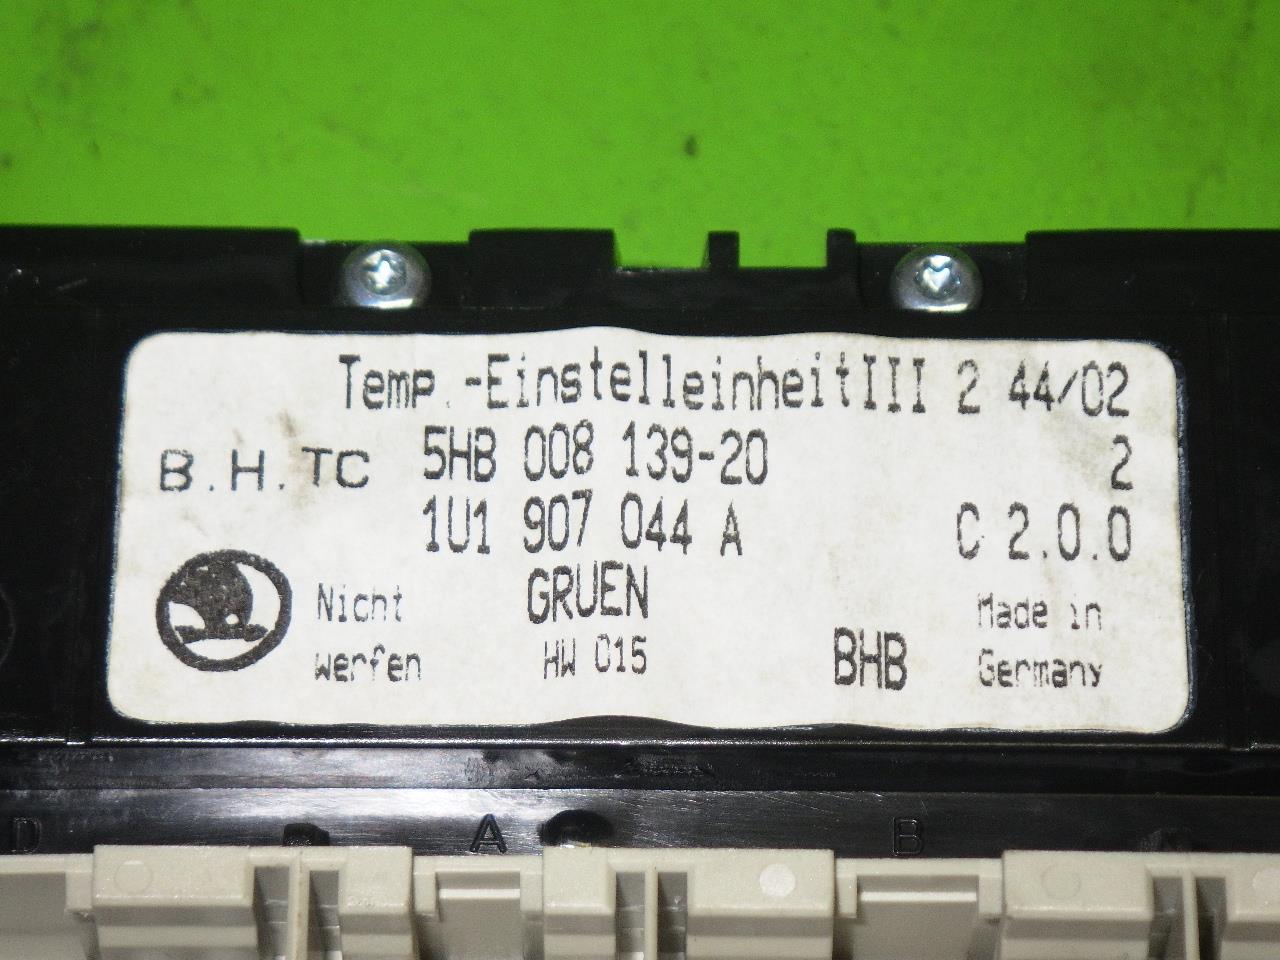 Temp.-EinstelleinheitIII 2 44/02
B.H.TC 5HB 008 139-20 2
1U1 907 044 A C 2.0.0
Nicht werfen
GRUEN
HW 015
BHB
Made in Germany
D A B